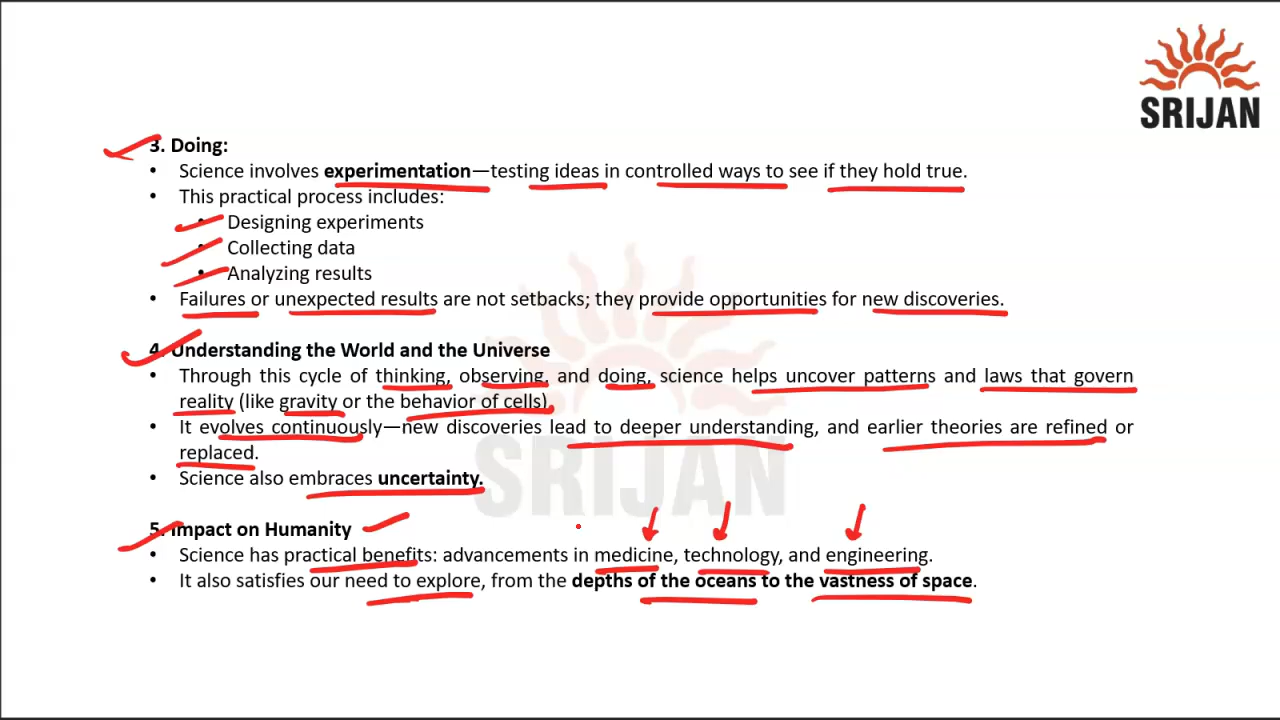 SRIJAN
3. Doing:
• Science involves experimentation—testing ideas in controlled ways to see if they hold true.
• This practical process includes:
• Designing experiments
• Collecting data
• Analyzing results
• Failures or unexpected results are not setbacks; they provide opportunities for new discoveries.
4. Understanding the World and the Universe
• Through this cycle of thinking, observing, and doing, science helps uncover patterns and laws that govern
reality (like gravity or the behavior of cells).
• It evolves continuously—new discoveries lead to deeper understanding, and earlier theories are refined or
replaced.
• Science also embraces uncertainty.
SRIJAN
5. Impact on Humanity
• Science has practical benefits: advancements in medicine, technology, and engineering.
• It also satisfies our need to explore, from the depths of the oceans to the vastness of space.